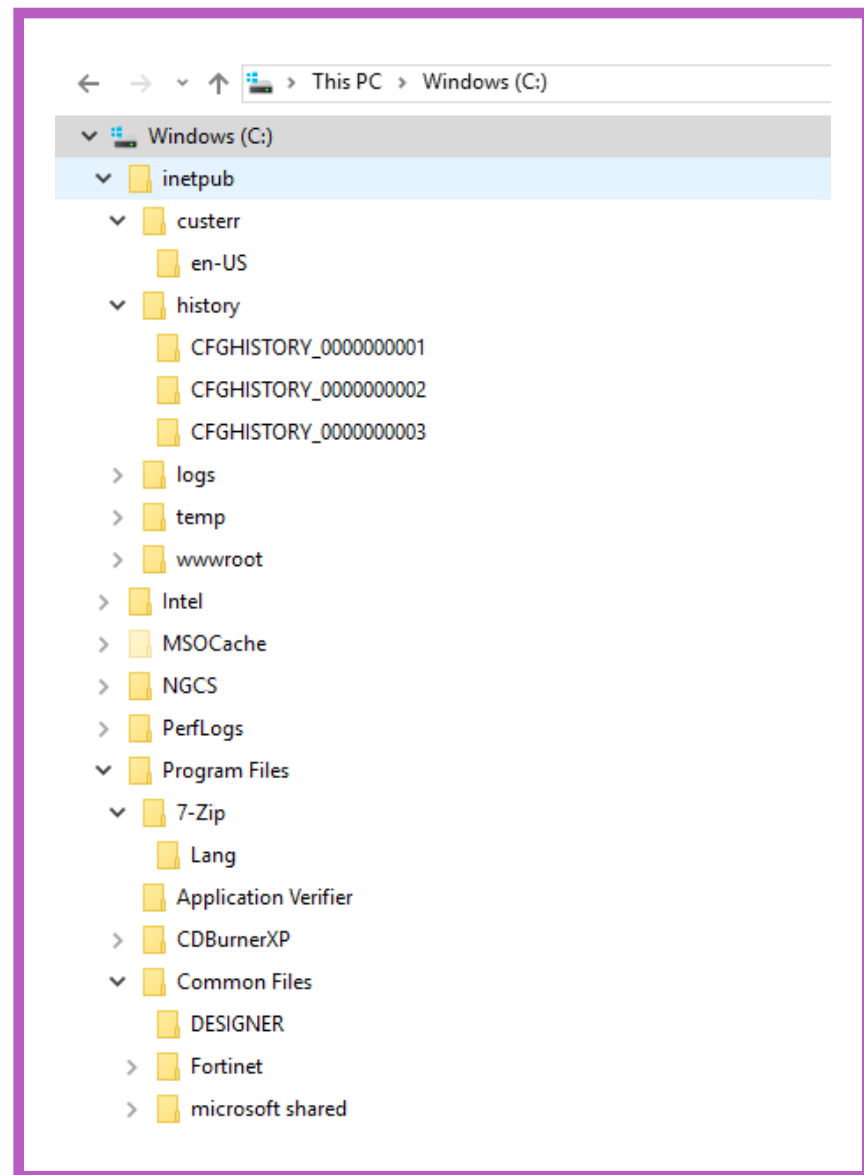 This PC > Windows (C:)
Windows (C:)
inetpub
custerr
en-US
history
CFGHISTORY_0000000001
CFGHISTORY_0000000002
CFGHISTORY_0000000003
logs
temp
wwwroot
Intel
MSOCache
NGCS
PerfLogs
Program Files
7-Zip
Lang
Application Verifier
CDBurnerXP
Common Files
DESIGNER
Fortinet
microsoft shared